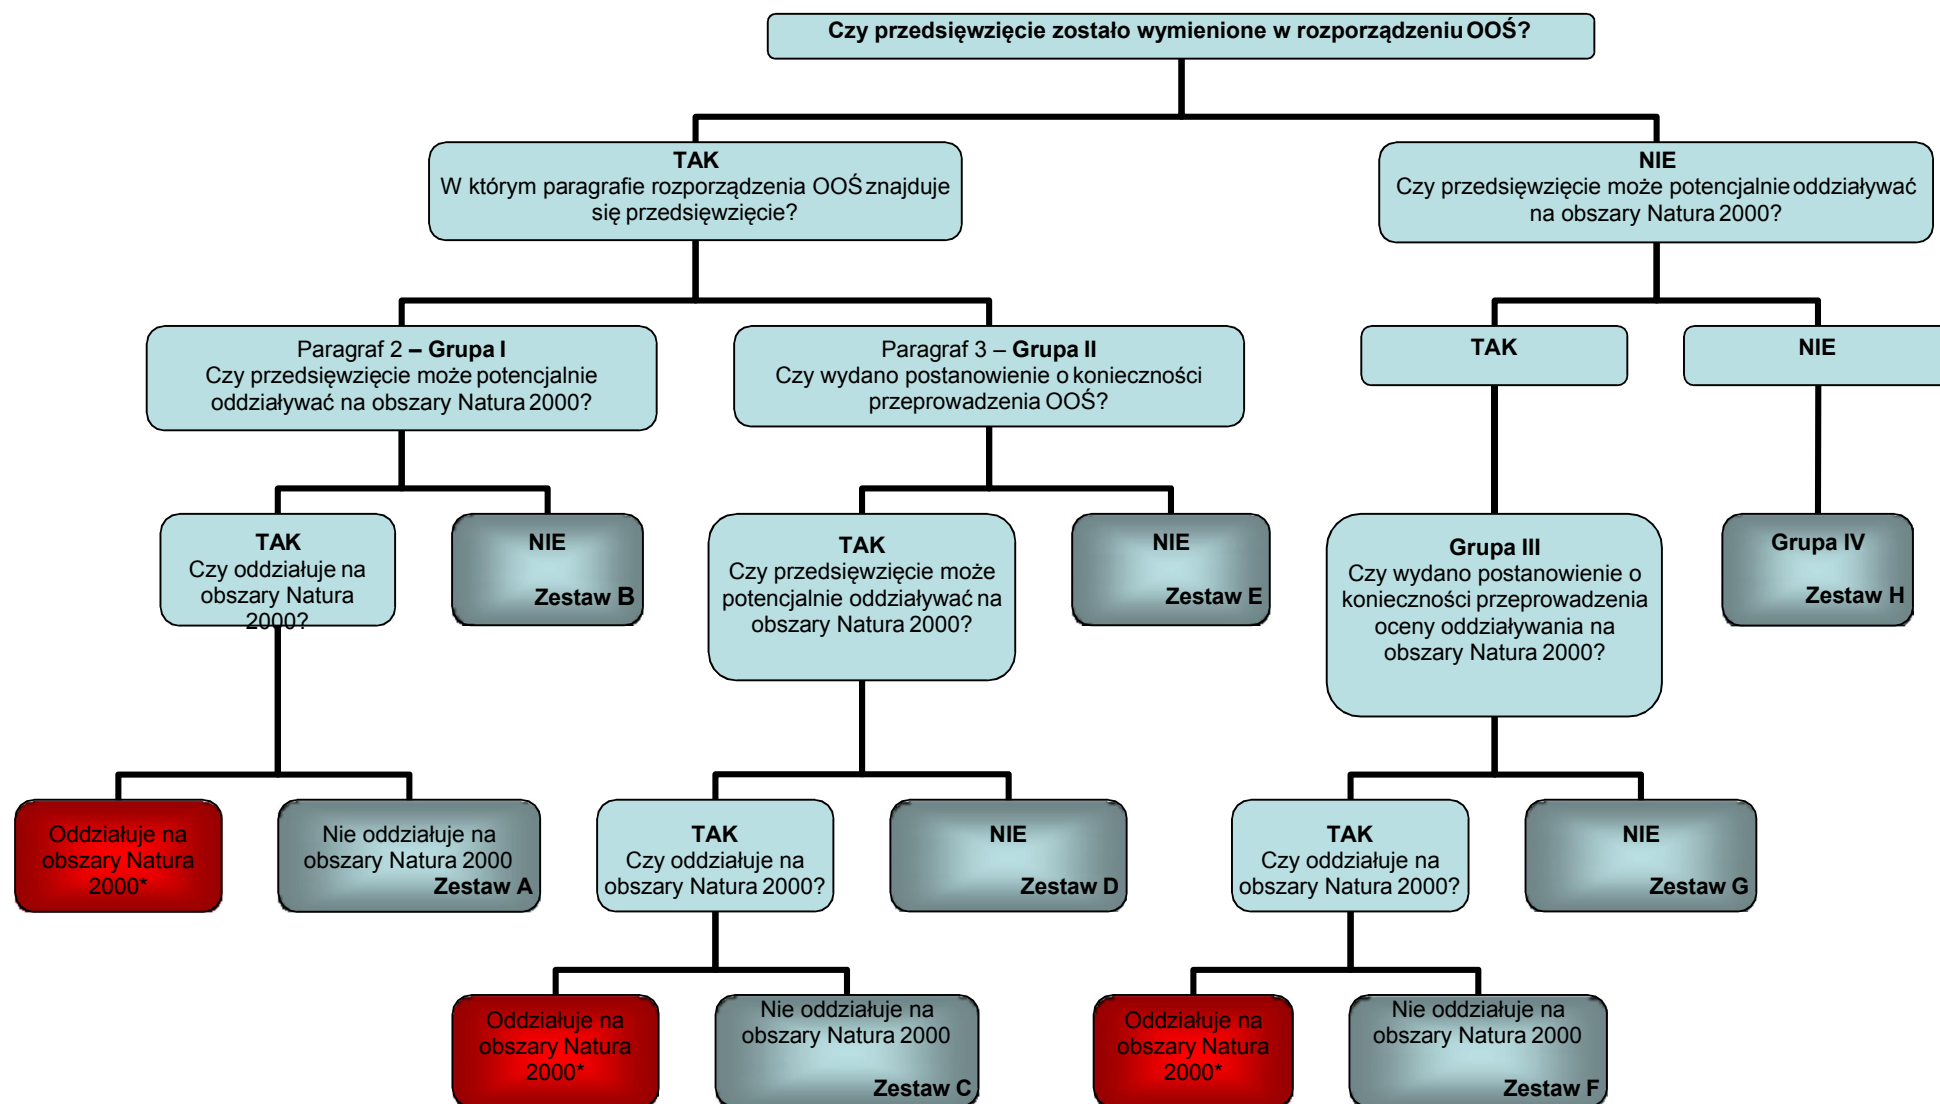 Czy przedsięwzięcie zostało wymienione w rozporządzeniu OOŚ?
TAK
W którym paragrafie rozporządzenia OOŚ znajduje
się przedsięwzięcie?
NIE
Czy przedsięwzięcie może potencjalnie oddziaływać
na obszary Natura 2000?
Paragraf 2 – Grupa I
Czy przedsięwzięcie może potencjalnie
oddziaływać na obszary Natura 2000?
Paragraf 3 – Grupa II
Czy wydano postanowienie o konieczności
przeprowadzenia OOŚ?
TAK
NIE
TAK
Czy oddziałuje na
obszary Natura
2000?
NIE
Zestaw B
TAK
Czy przedsięwzięcie może
potencjalnie oddziaływać na
obszary Natura 2000?
NIE
Zestaw E
Grupa III
Czy wydano postanowienie o
konieczności przeprowadzenia
oceny oddziaływania na
obszary Natura 2000?
Grupa IV
Zestaw H
Oddziałuje na
obszary Natura
2000*
Nie oddziałuje na
obszary Natura 2000
Zestaw A
TAK
Czy oddziałuje na
obszary Natura 2000?
NIE
Zestaw D
TAK
Czy oddziałuje na
obszary Natura 2000?
NIE
Zestaw G
Oddziałuje na
obszary Natura
2000*
Nie oddziałuje na
obszary Natura 2000
Zestaw C
Oddziałuje na
obszary Natura
2000*
Nie oddziałuje na
obszary Natura 2000
Zestaw F